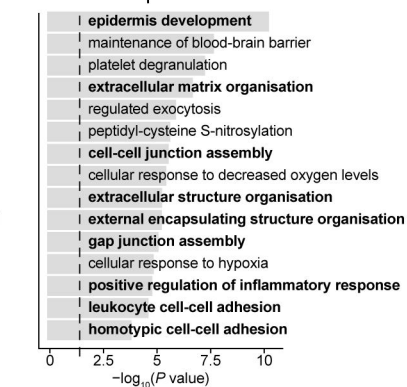 epidermis development
maintenance of blood-brain barrier
platelet degranulation
extracellular matrix organisation
regulated exocytosis
peptidyl-cysteine S-nitrosylation
cell-cell junction assembly
cellular response to decreased oxygen levels
extracellular structure organisation
external encapsulating structure organisation
gap junction assembly
cellular response to hypoxia
positive regulation of inflammatory response
leukocyte cell-cell adhesion
homotypic cell-cell adhesion
0 2.5 5 7.5 10
−log10(P value)